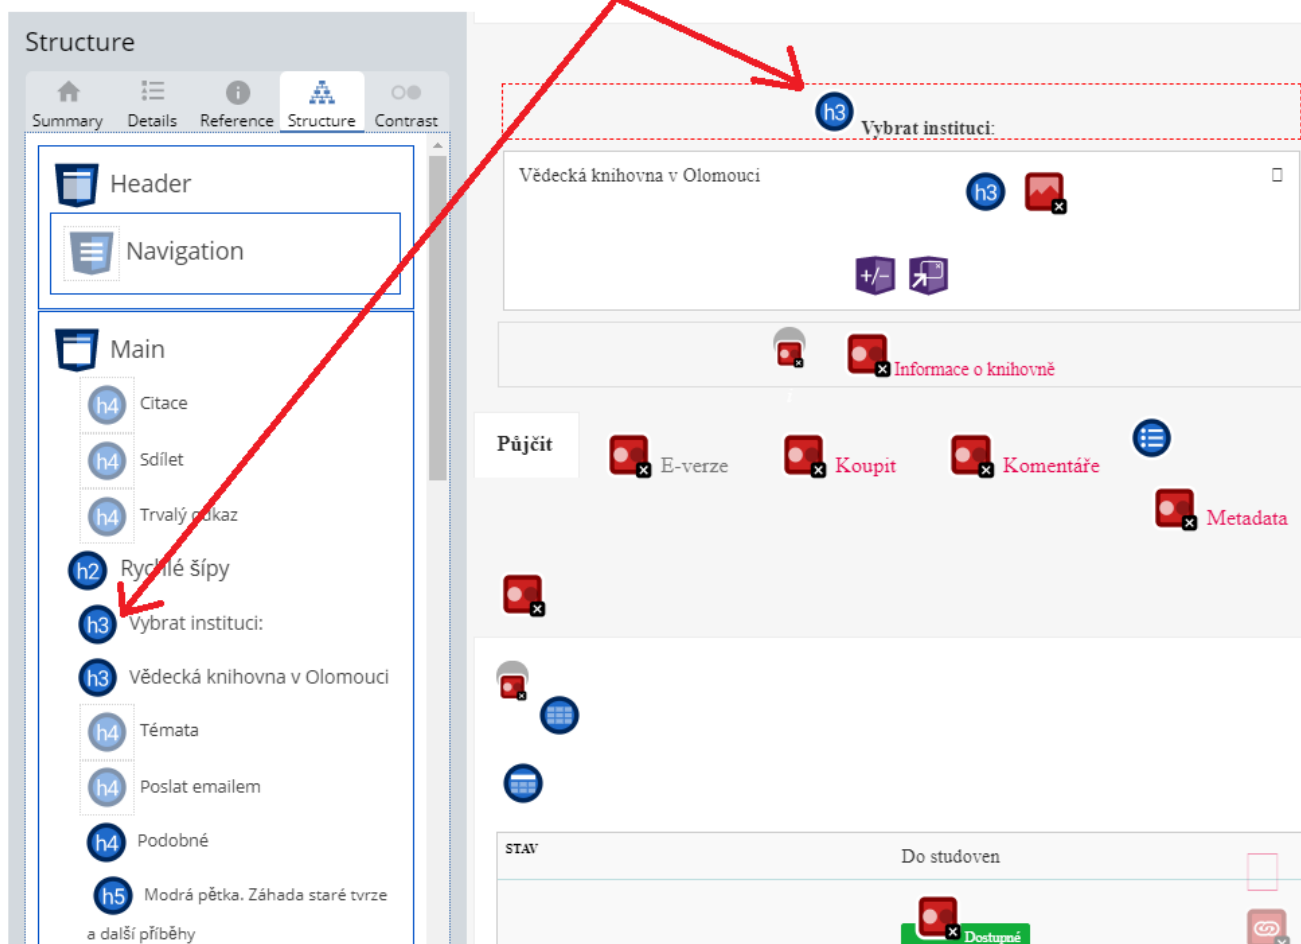 Structure
Summary Details Reference Structure Contrast
Header
Navigation
Main
h4 Citace
h4 Sdílet
h4 Trvalý odkaz
h2 Rychlé šípy
h3 Vybrat instituci:
h3 Vědecká knihovna v Olomouci
h4 Témata
h4 Poslat emailem
h4 Podobné
h5 Modrá pětka. Záhada staré tvrze
a další příběhy
h3 Vybrat instituci:
Vědecká knihovna v Olomouci h3
+/-
Informace o knihovně
Půjčit E-verze Koupit Komentáře
Metadata
STAV Do studoven
Dostupné